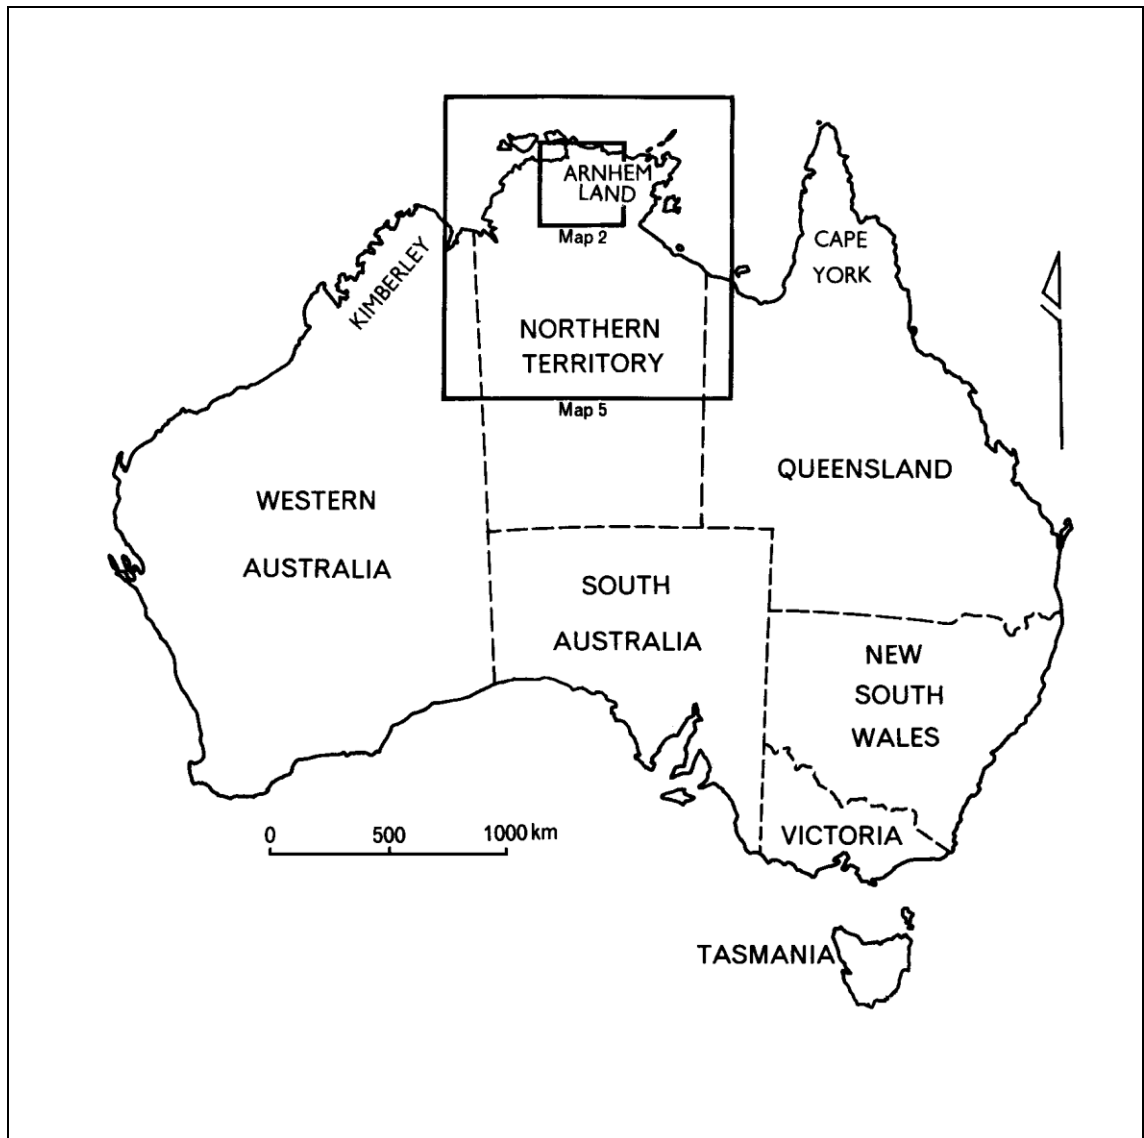 ARNHEM
LAND
Map 2
KIMBERLEY
CAPE
YORK
NORTHERN
TERRITORY
Map 5
QUEENSLAND
WESTERN
AUSTRALIA
SOUTH
AUSTRALIA
NEW
SOUTH
WALES
VICTORIA
0 500 1000 km
TASMANIA